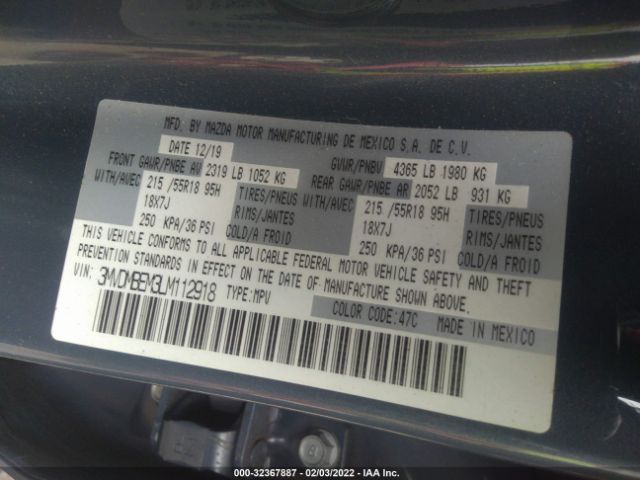 MFD. BY MAZDA MOTOR MANUFACTURING DE MEXICO S.A. DE C.V.
DATE 12/19 GVWR/PNBV 4365 LB 1980 KG
FRONT GAWR/PNBE AV 2319 LB 1052 KG REAR GAWR/PNBE AR 2052 LB 931 KG
WITH/AVEC 215 /55R18 95H TIRES/PNEUS WITH/AVEC 215 /55R18 95H TIRES/PNEUS
18X7J RIMS/JANTES 18X7J RIMS/JANTES
250 KPA/36 PSI COLD/A FROID 250 KPA/36 PSI COLD/A FROID
THIS VEHICLE CONFORMS TO ALL APPLICABLE FEDERAL MOTOR VEHICLE SAFETY AND THEFT
PREVENTION STANDARDS IN EFFECT ON THE DATE OF MANUFACTURE SHOWN ABOVE.
VIN: 3MVDMBEM3LM112918 TYPE:MPV
COLOR CODE:47C MADE IN MEXICO
000-32367887 - 02/03/2022 - IAA Inc.